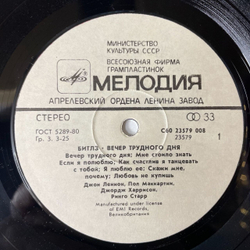 МИНИСТЕРСТВО
КУЛЬТУРЫ СССР
ВСЕСОЮЗНАЯ ФИРМА
ГРАМПЛАСТИНОК
МЕЛОДИЯ
АПРЕЛЕВСКИЙ ОРДЕНА ЛЕНИНА ЗАВОД
СТЕРЕО
33
ГОСТ 5289-80
Гр. 3. 3-25
С60 23579 008
23579
1
БИТЛЗ - ВЕЧЕР ТРУДНОГО ДНЯ
Вечер трудного дня; Мне стоило знать
Если я полюблю; Как счастлив я танцевать
с тобой; Я люблю ее; Скажи мне,
почему; Любовь не купишь
Джон Леннон, Пол Маккартни,
Джордж Харрисон,
Ринго Старр
Manufactured under license
of EMI Records,
Великобритания